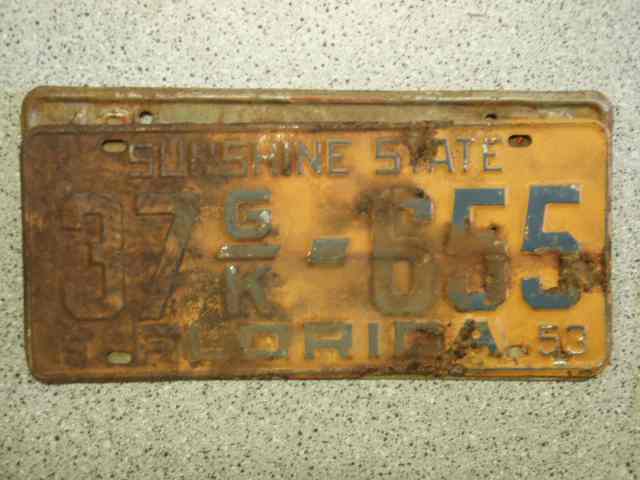 SUNSHINE STATE
37 G/K - 655
FLORIDA 53